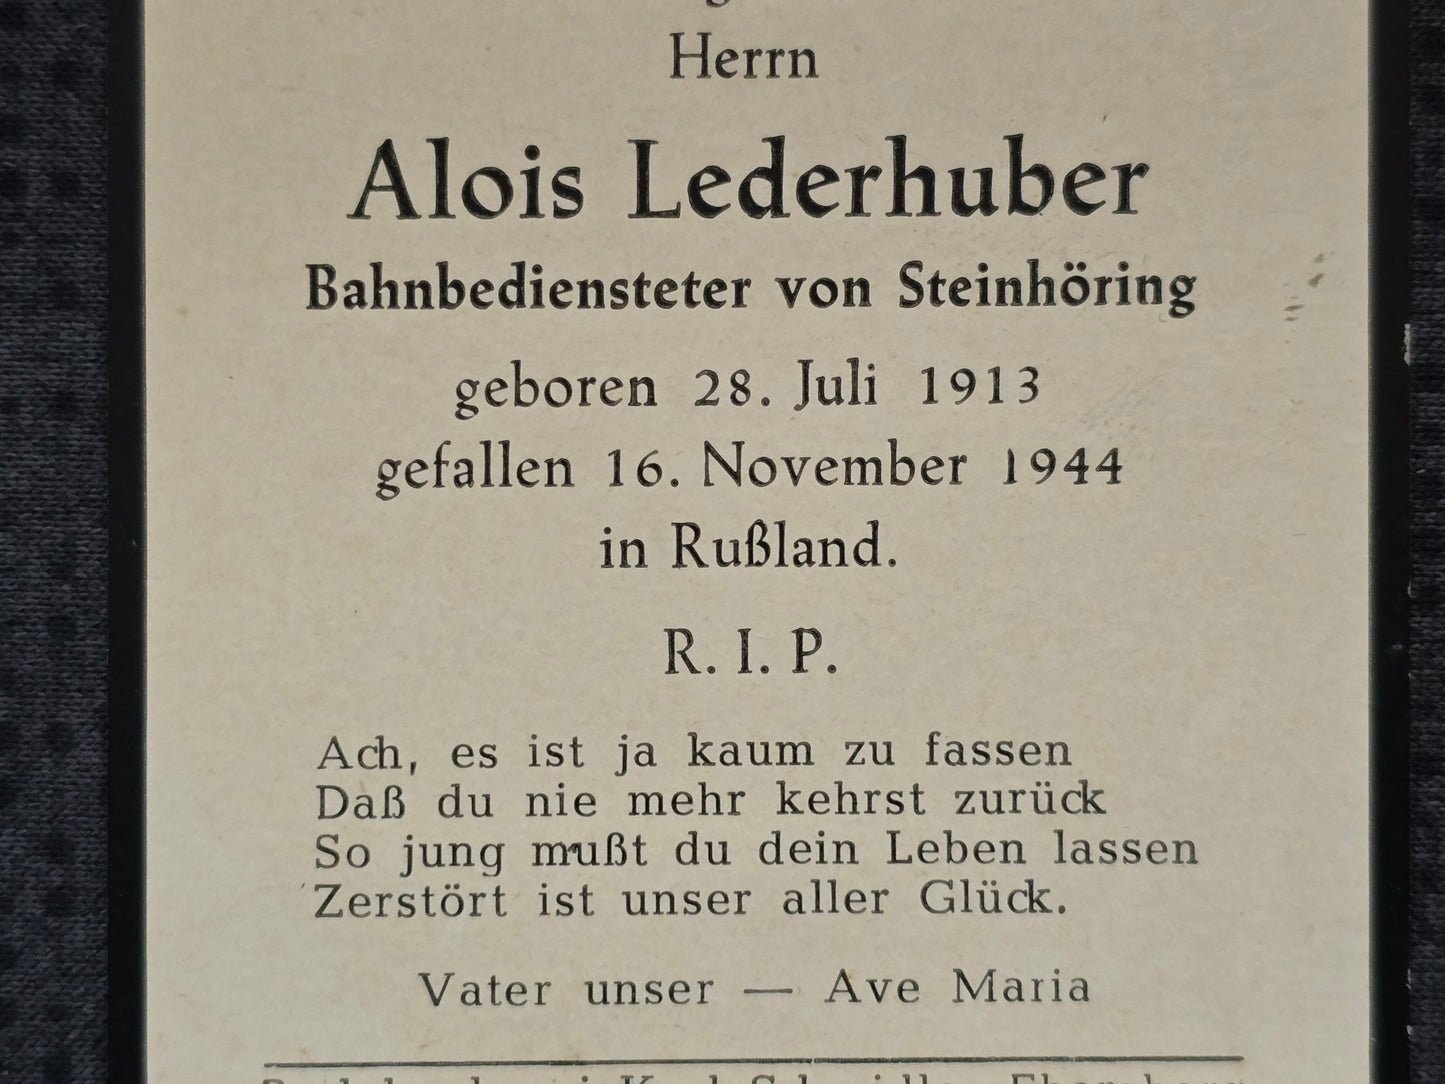 Herrn
Alois Lederhuber
Bahnbediensteter von Steinhöring
geboren 28. Juli 1913
gefallen 16. November 1944
in Rußland.
R. I. P.
Ach, es ist ja kaum zu fassen
Daß du nie mehr kehrst zurück
So jung mußt du dein Leben lassen
Zerstört ist unser aller Glück.
Vater unser — Ave Maria